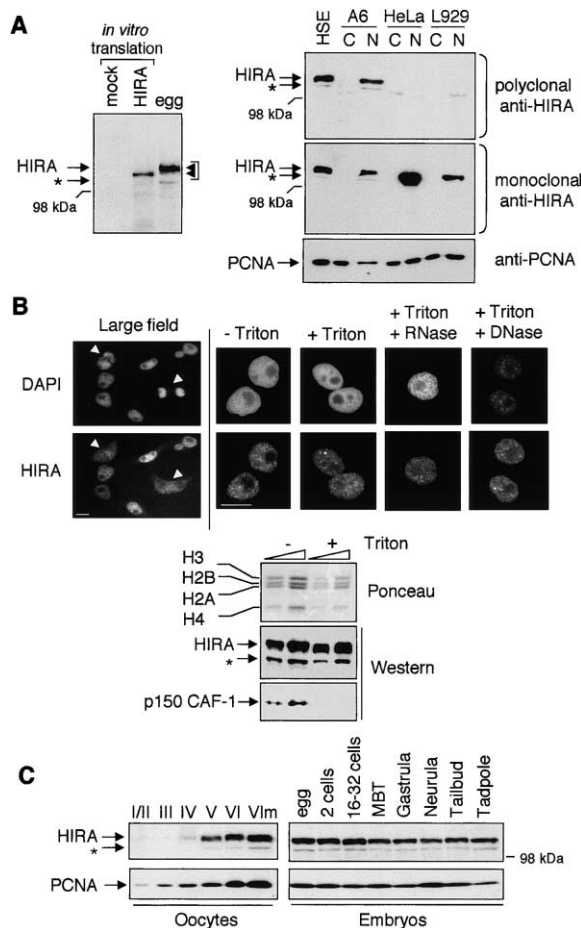 A
in vitro
translation
mock
HIRA
egg
HIRA
*
98 kDa
HSE
A6
HeLa
L929
C N C N C N
HIRA
*
98 kDa
polyclonal
anti-HIRA
HIRA
*
98 kDa
monoclonal
anti-HIRA
PCNA
anti-PCNA
B
Large field
- Triton
+ Triton
+ Triton
+ RNase
+ Triton
+ DNase
DAPI
HIRA
- + Triton
H3
H2B
H2A
H4
Ponceau
HIRA
*
Western
p150 CAF-1
C
I/II III IV V VI VIm
egg
2 cells
16-32 cells
MBT
Gastrula
Neurula
Tailbud
Tadpole
HIRA
*
98 kDa
PCNA
Oocytes
Embryos